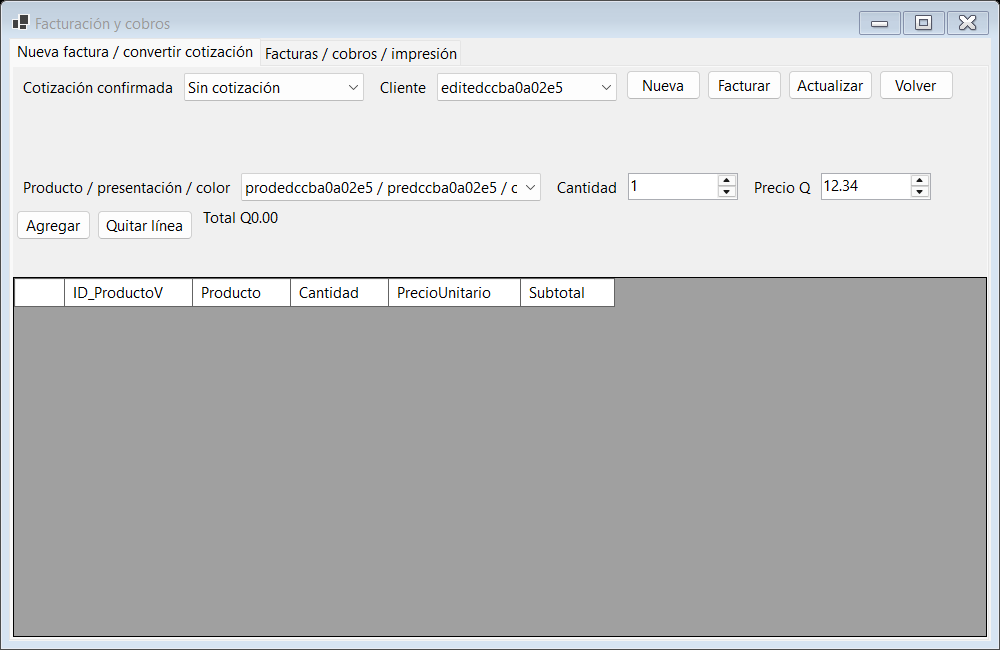 Facturación y cobros
Nueva factura / convertir cotización Facturas / cobros / impresión
Cotización confirmada Sin cotización Cliente editedccba0a02e5 Nueva Facturar Actualizar Volver
Producto / presentación / color prodedccba0a02e5 / predccba0a02e5 / c Cantidad 1 Precio Q 12.34
Agregar Quitar línea Total Q0.00
ID_ProductoV Producto Cantidad PrecioUnitario Subtotal